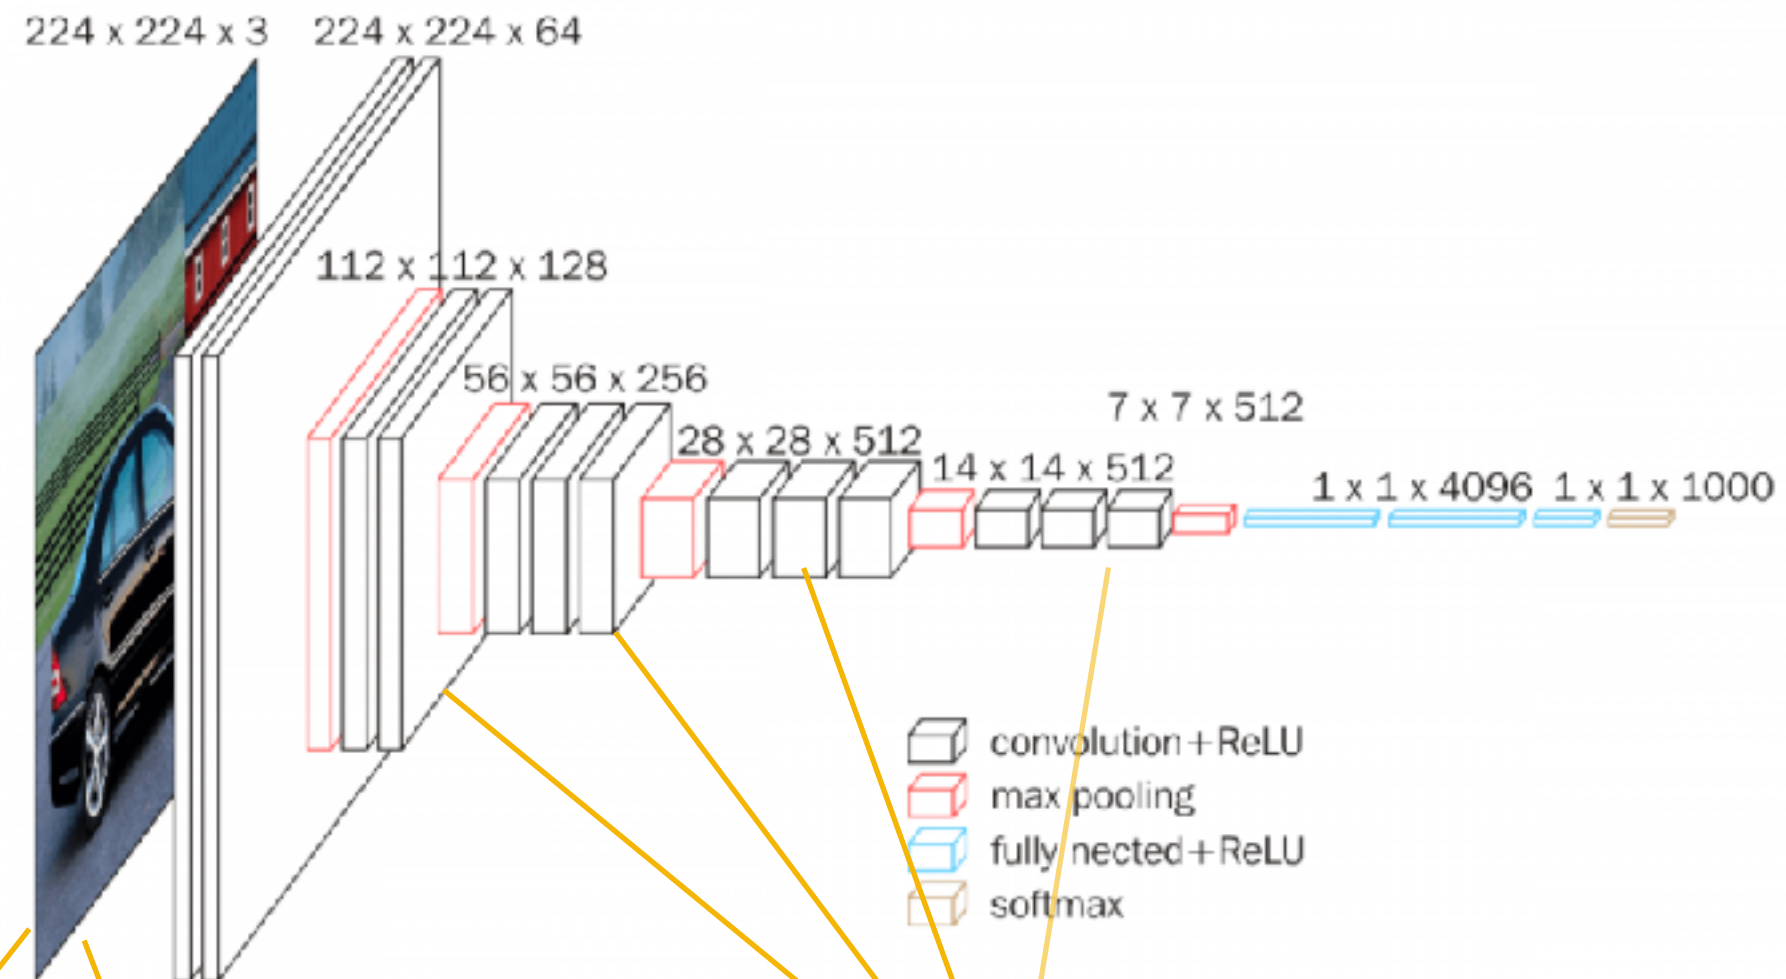 224 x 224 x 3
224 x 224 x 64
112 x 112 x 128
56 x 56 x 256
28 x 28 x 512
14 x 14 x 512
7 x 7 x 512
1 x 1 x 4096
1 x 1 x 1000
convolution+ReLU
max pooling
fully nected+ReLU
softmax